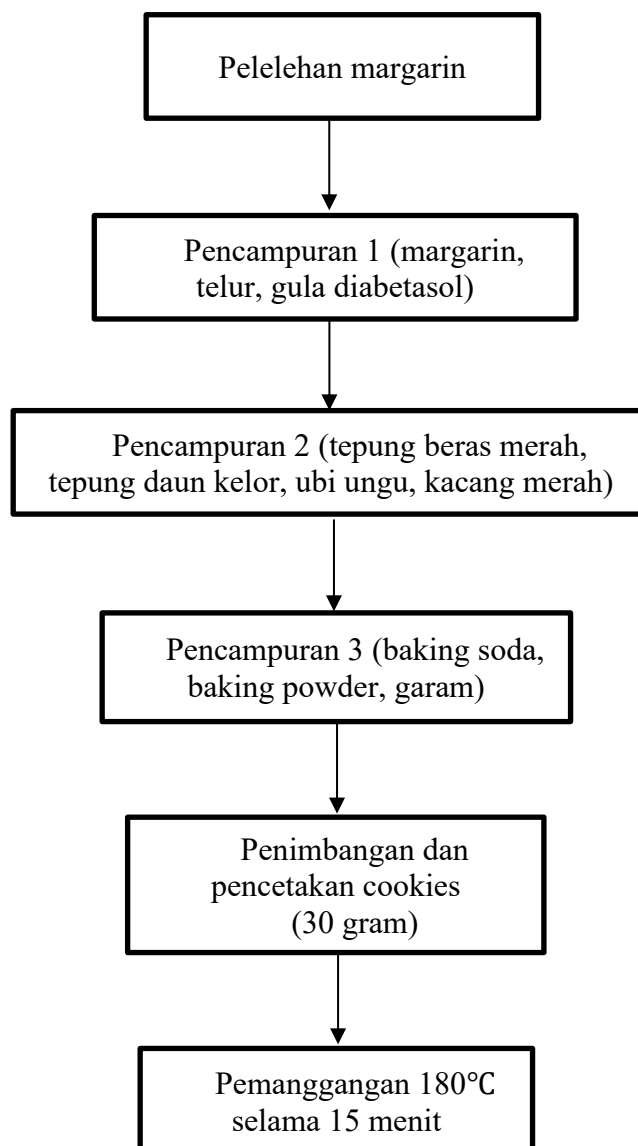 Pelelehan margarin
Pencampuran 1 (margarin,
telur, gula diabetasol)
Pencampuran 2 (tepung beras merah,
tepung daun kelor, ubi ungu, kacang merah)
Pencampuran 3 (baking soda,
baking powder, garam)
Penimbangan dan
pencetakan cookies
(30 gram)
Pemanggangan 180℃
selama 15 menit